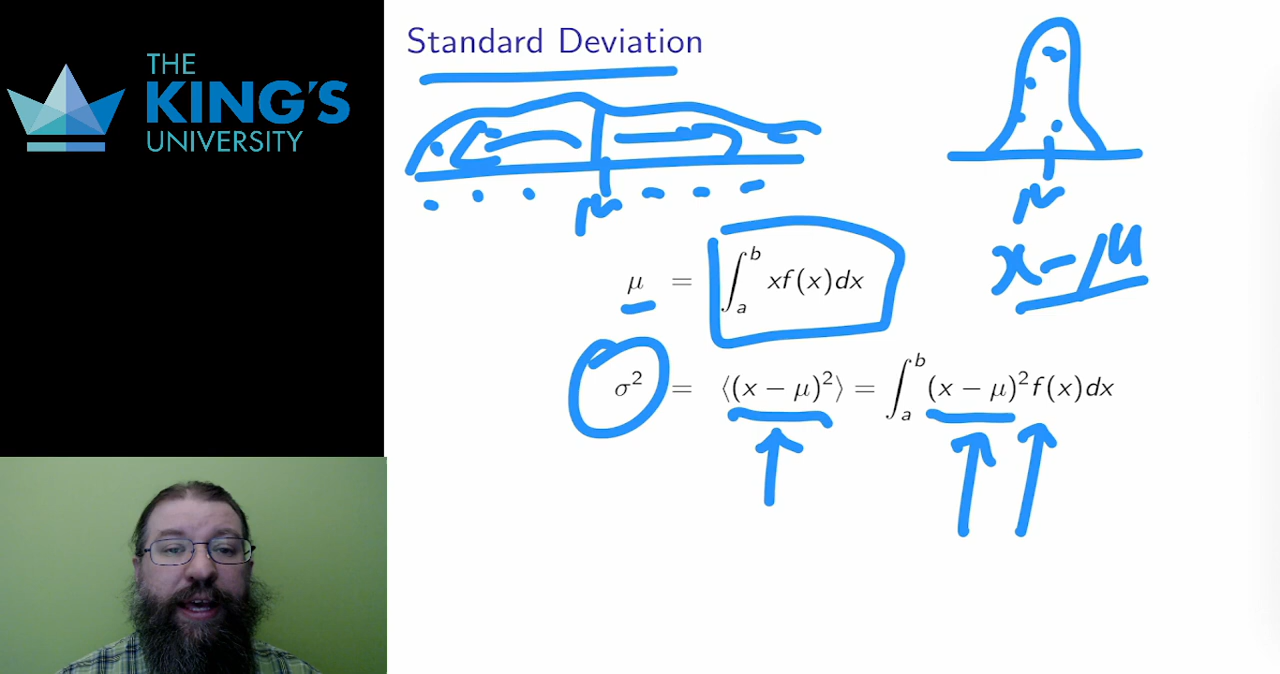 THE
KING'S
UNIVERSITY
Standard Deviation
μ
μ
x - μ
μ = ∫_a^b xf(x)dx
σ² = ⟨(x − μ)²⟩ = ∫_a^b (x − μ)²f(x)dx